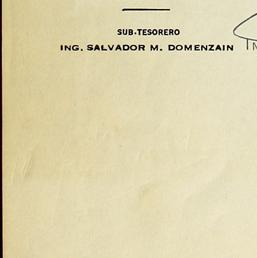 SUB-TESORERO
ING. SALVADOR M. DOMENZAIN